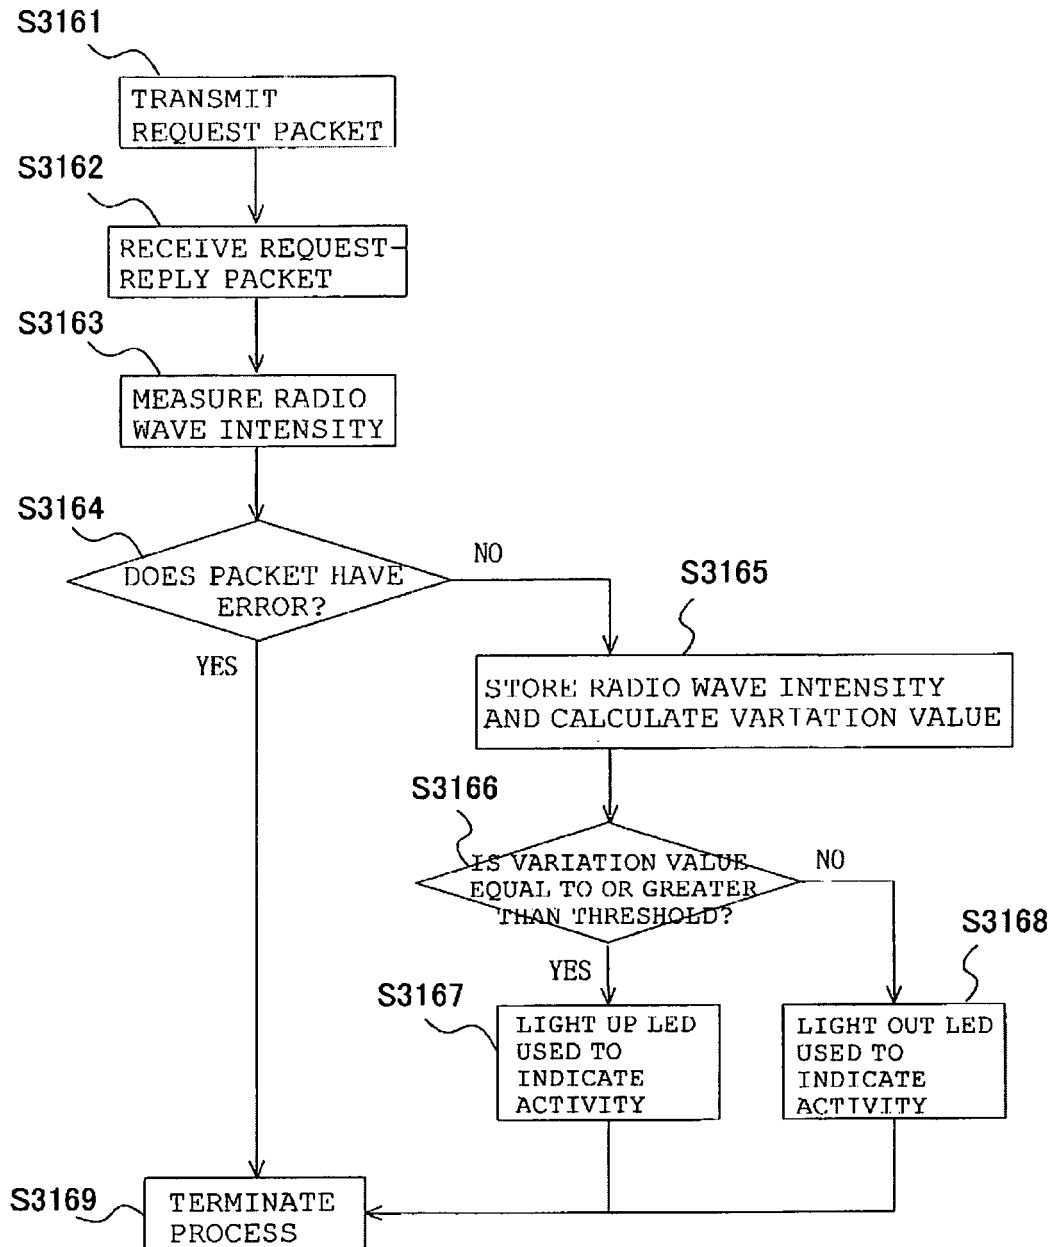 S3161
TRANSMIT
REQUEST PACKET
S3162
RECEIVE REQUEST-
REPLY PACKET
S3163
MEASURE RADIO
WAVE INTENSITY
S3164
DOES PACKET HAVE
ERROR?
NO
YES
S3165
STORE RADIO WAVE INTENSITY
AND CALCULATE VARIATION VALUE
S3166
IS VARIATION VALUE
EQUAL TO OR GREATER
THAN THRESHOLD?
NO
YES
S3167
LIGHT UP LED
USED TO
INDICATE
ACTIVITY
S3168
LIGHT OUT LED
USED TO
INDICATE
ACTIVITY
S3169
TERMINATE
PROCESS